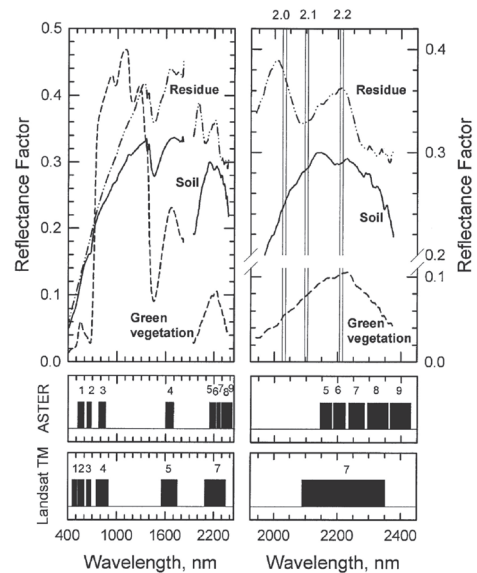 2.0 2.1 2.2
0.5
0.4
0.3
0.2
0.1
0.0
Reflectance Factor
Residue
Soil
Green
vegetation
0.4
0.3
0.2
0.1
0.0
Reflectance Factor
Residue
Soil
Green
vegetation
ASTER
1 2 3 4 5 6 7 8 9
5 6 7 8 9
Landsat TM
1 2 3 4 5 7
7
400 1000 1600 2200
2000 2200 2400
Wavelength, nm
Wavelength, nm